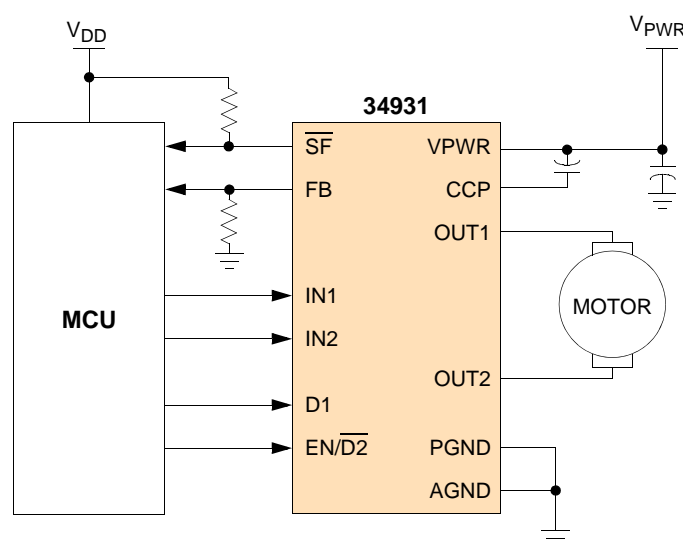 VDD
VPWR
34931
SF
VPWR
FB
CCP
OUT1
IN1
MCU
MOTOR
IN2
OUT2
D1
EN/D2
PGND
AGND